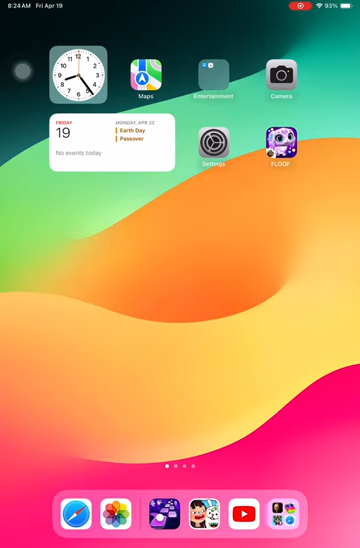 8:24 AM Fri Apr 19
93%
Maps
Entertainment
Camera
FRIDAY
19
No events today
MONDAY, APR 22
Earth Day
Passover
Settings
FLOOF